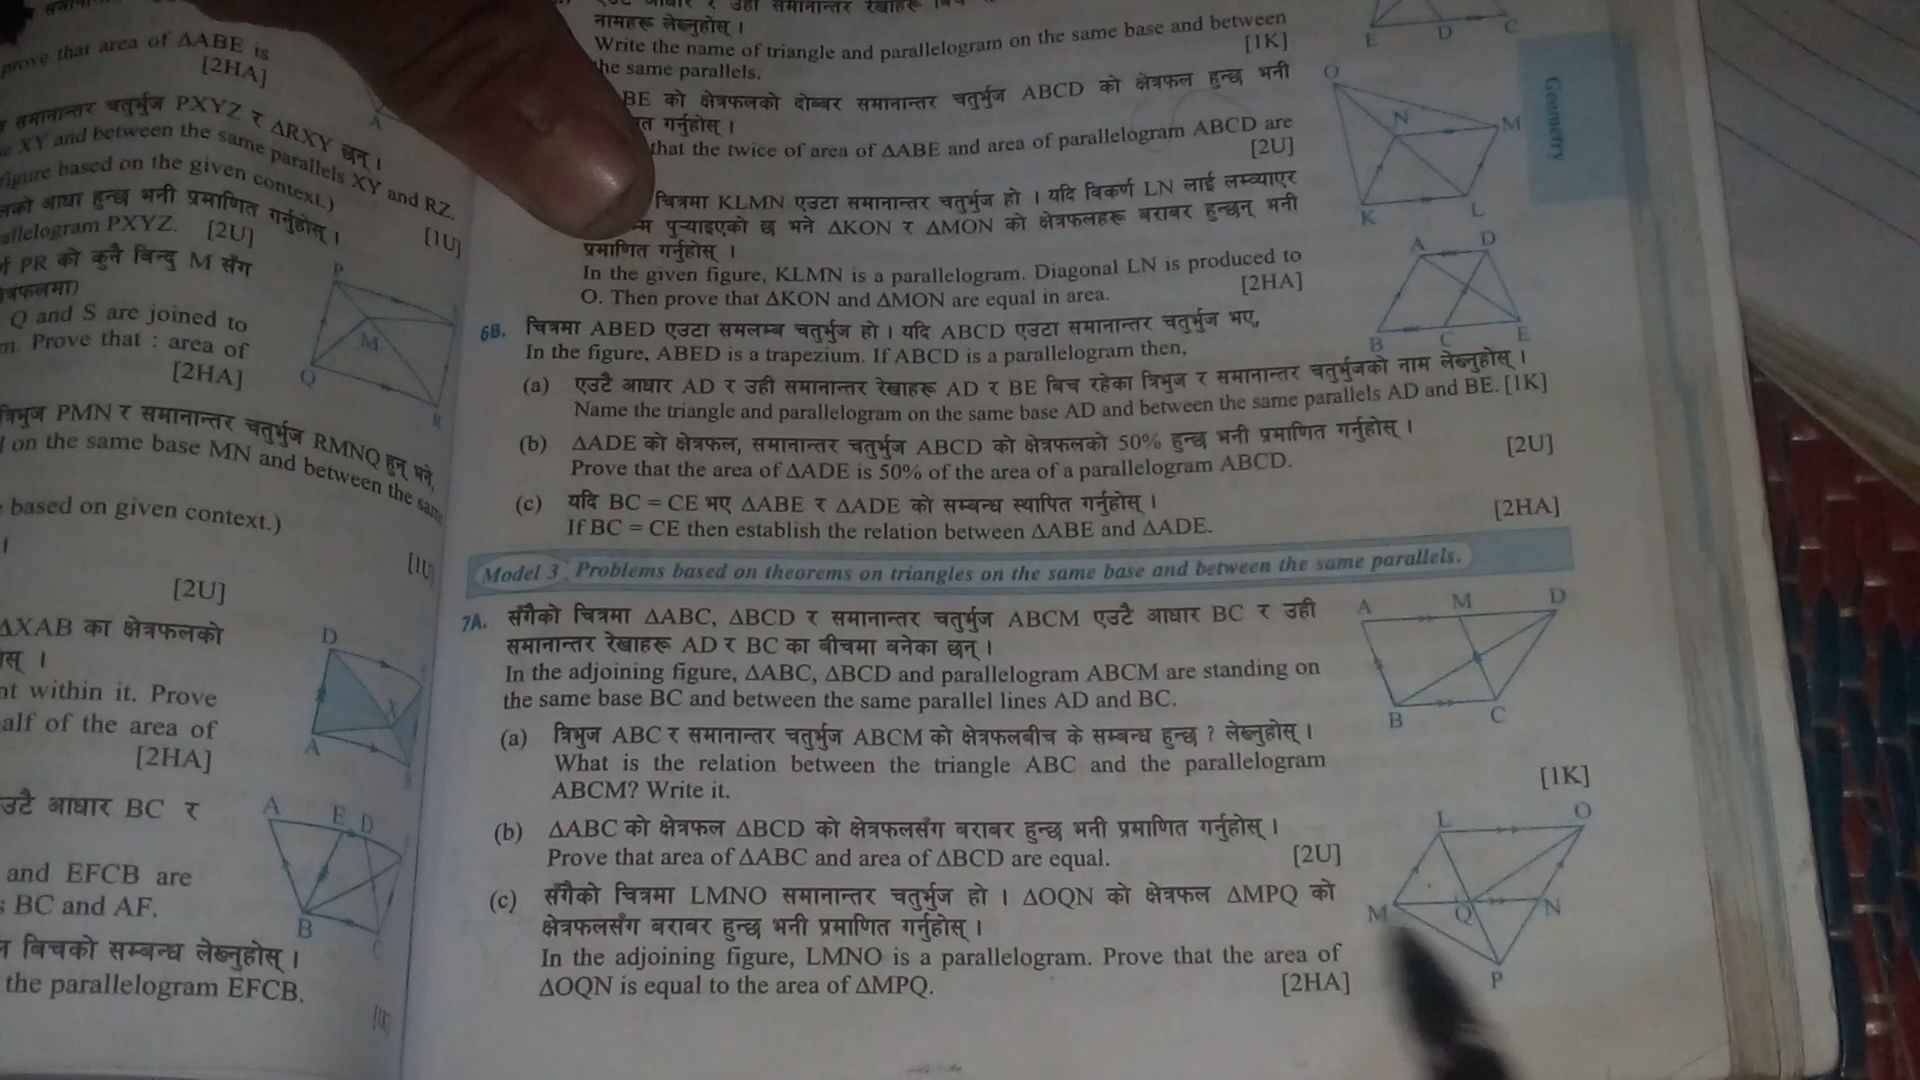 prove that area of ΔABE is
[2HA]
समानान्तर चतुर्भुज PXYZ र ΔRXY छन् ।
XY and between the same parallels XY and RZ.
figure based on the given context.)
[1U]
आधा हुन्छ भनी प्रमाणित गर्नुहोस् ।
allelogram PXYZ. [2U]
PR को कुनै बिन्दु M सँग
Q and S are joined to
Prove that : area of
[2HA]
P
M
Q
R
त्रिभुज PMN र समानान्तर चतुर्भुज RMNQ हुन् भने,
on the same base MN and between the same
based on given context.)
[1U]
[2U]
ΔXAB का क्षेत्रफलको
nt within it. Prove
alf of the area of
[2HA]
D
X
A
B
उटै आधार BC र
and EFCB are
BC and AF.
A E D
B
C
बिचको सम्बन्ध लेख्नुहोस् ।
the parallelogram EFCB.
नामहरू लेख्नुहोस् ।
Write the name of triangle and parallelogram on the same base and between
he same parallels. [1K]
E D C
BE को क्षेत्रफलको दोब्बर समानान्तर चतुर्भुज ABCD को क्षेत्रफल हुन्छ भनी
त गर्नुहोस् ।
that the twice of area of ΔABE and area of parallelogram ABCD are
[2U]
O
N
M
K
L
चित्रमा KLMN एउटा समानान्तर चतुर्भुज हो । यदि विकर्ण LN लाई लम्ब्याएर
पुर्‍याइएको छ भने ΔKON र ΔMON को क्षेत्रफलहरू बराबर हुन्छन् भनी
प्रमाणित गर्नुहोस् ।
In the given figure, KLMN is a parallelogram. Diagonal LN is produced to
O. Then prove that ΔKON and ΔMON are equal in area. [2HA]
A D
B C E
6B. चित्रमा ABED एउटा समलम्ब चतुर्भुज हो । यदि ABCD एउटा समानान्तर चतुर्भुज भए,
In the figure, ABED is a trapezium. If ABCD is a parallelogram then,
(a) एउटै आधार AD र उही समानान्तर रेखाहरू AD र BE बिच रहेका त्रिभुज र समानान्तर चतुर्भुजको नाम लेख्नुहोस् ।
Name the triangle and parallelogram on the same base AD and between the same parallels AD and BE. [1K]
(b) ΔADE को क्षेत्रफल, समानान्तर चतुर्भुज ABCD को क्षेत्रफलको 50% हुन्छ भनी प्रमाणित गर्नुहोस् ।
Prove that the area of ΔADE is 50% of the area of a parallelogram ABCD. [2U]
(c) यदि BC = CE भए ΔABE र ΔADE को सम्बन्ध स्थापित गर्नुहोस् ।
If BC = CE then establish the relation between ΔABE and ΔADE. [2HA]
Model 3 Problems based on theorems on triangles on the same base and between the same parallels.
7A. सँगैको चित्रमा ΔABC, ΔBCD र समानान्तर चतुर्भुज ABCM एउटै आधार BC र उही
समानान्तर रेखाहरू AD र BC का बीचमा बनेका छन् ।
In the adjoining figure, ΔABC, ΔBCD and parallelogram ABCM are standing on
the same base BC and between the same parallel lines AD and BC.
A M D
B C
(a) त्रिभुज ABC र समानान्तर चतुर्भुज ABCM को क्षेत्रफलबीच के सम्बन्ध हुन्छ ? लेख्नुहोस् ।
What is the relation between the triangle ABC and the parallelogram
ABCM? Write it. [1K]
(b) ΔABC को क्षेत्रफल ΔBCD को क्षेत्रफलसँग बराबर हुन्छ भनी प्रमाणित गर्नुहोस् ।
Prove that area of ΔABC and area of ΔBCD are equal. [2U]
(c) सँगैको चित्रमा LMNO समानान्तर चतुर्भुज हो । ΔOQN को क्षेत्रफल ΔMPQ को
क्षेत्रफलसँग बराबर हुन्छ भनी प्रमाणित गर्नुहोस् ।
In the adjoining figure, LMNO is a parallelogram. Prove that the area of
ΔOQN is equal to the area of ΔMPQ. [2HA]
L O
M Q N
P
Geometry